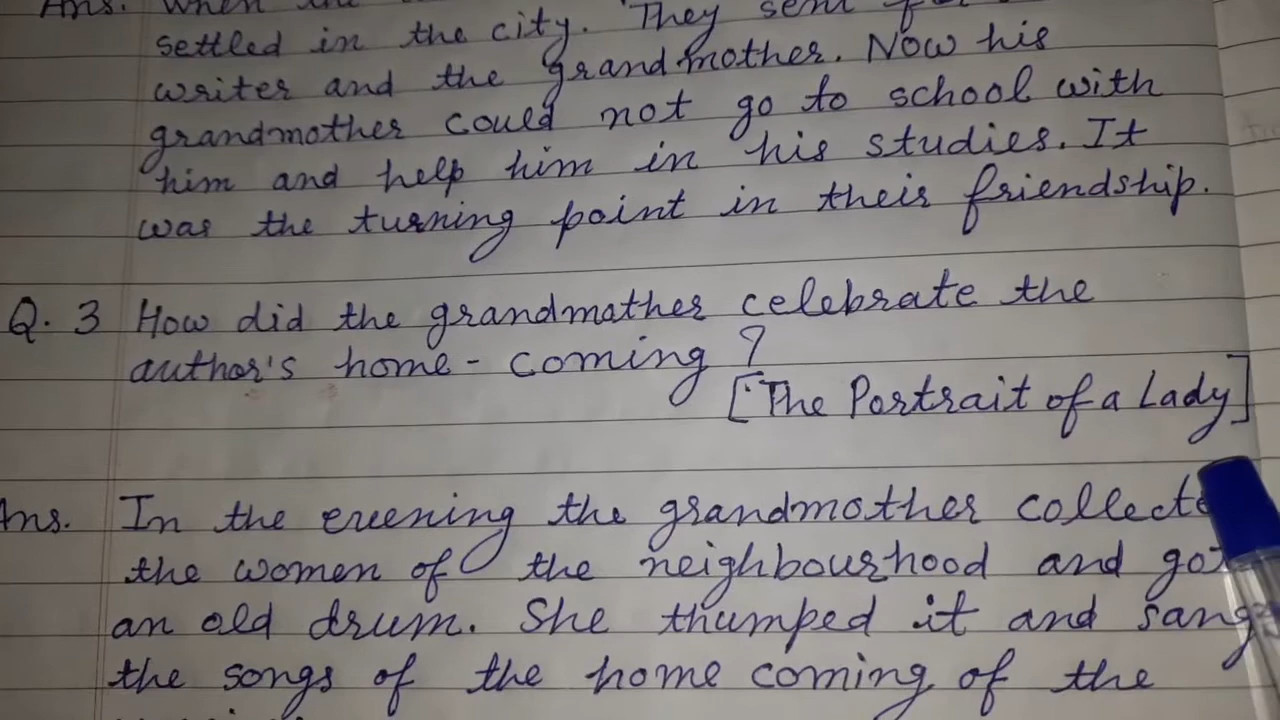 Ans. When the
settled in the city. They sent for
writer and the grandmother. Now his
grandmother could not go to school with
him and help him in his studies. It
was the turning point in their friendship.
Q. 3 How did the grandmother celebrate the
author's home - coming ?
[The Portrait of a Lady]
Ans. In the evening the grandmother collecte
the women of the neighbourhood and got
an old drum. She thumped it and sang
the songs of the home coming of the